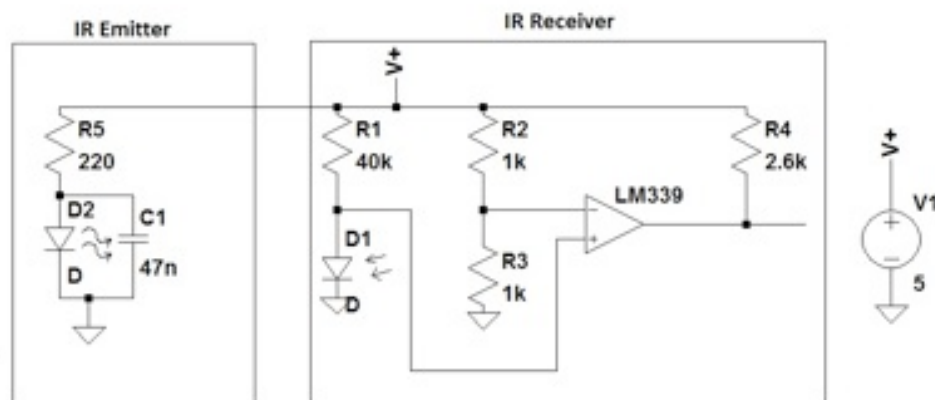 IR Emitter
IR Receiver
V+
R5
220
R1
40k
R2
1k
R4
2.6k
V+
LM339
V1
D2
C1
D
47n
D1
D
R3
1k
5